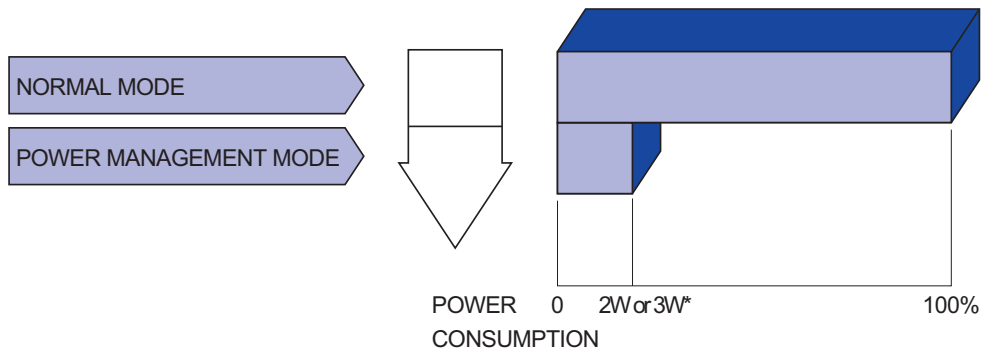 NORMAL MODE
POWER MANAGEMENT MODE
POWER CONSUMPTION
0
2W or 3W*
100%